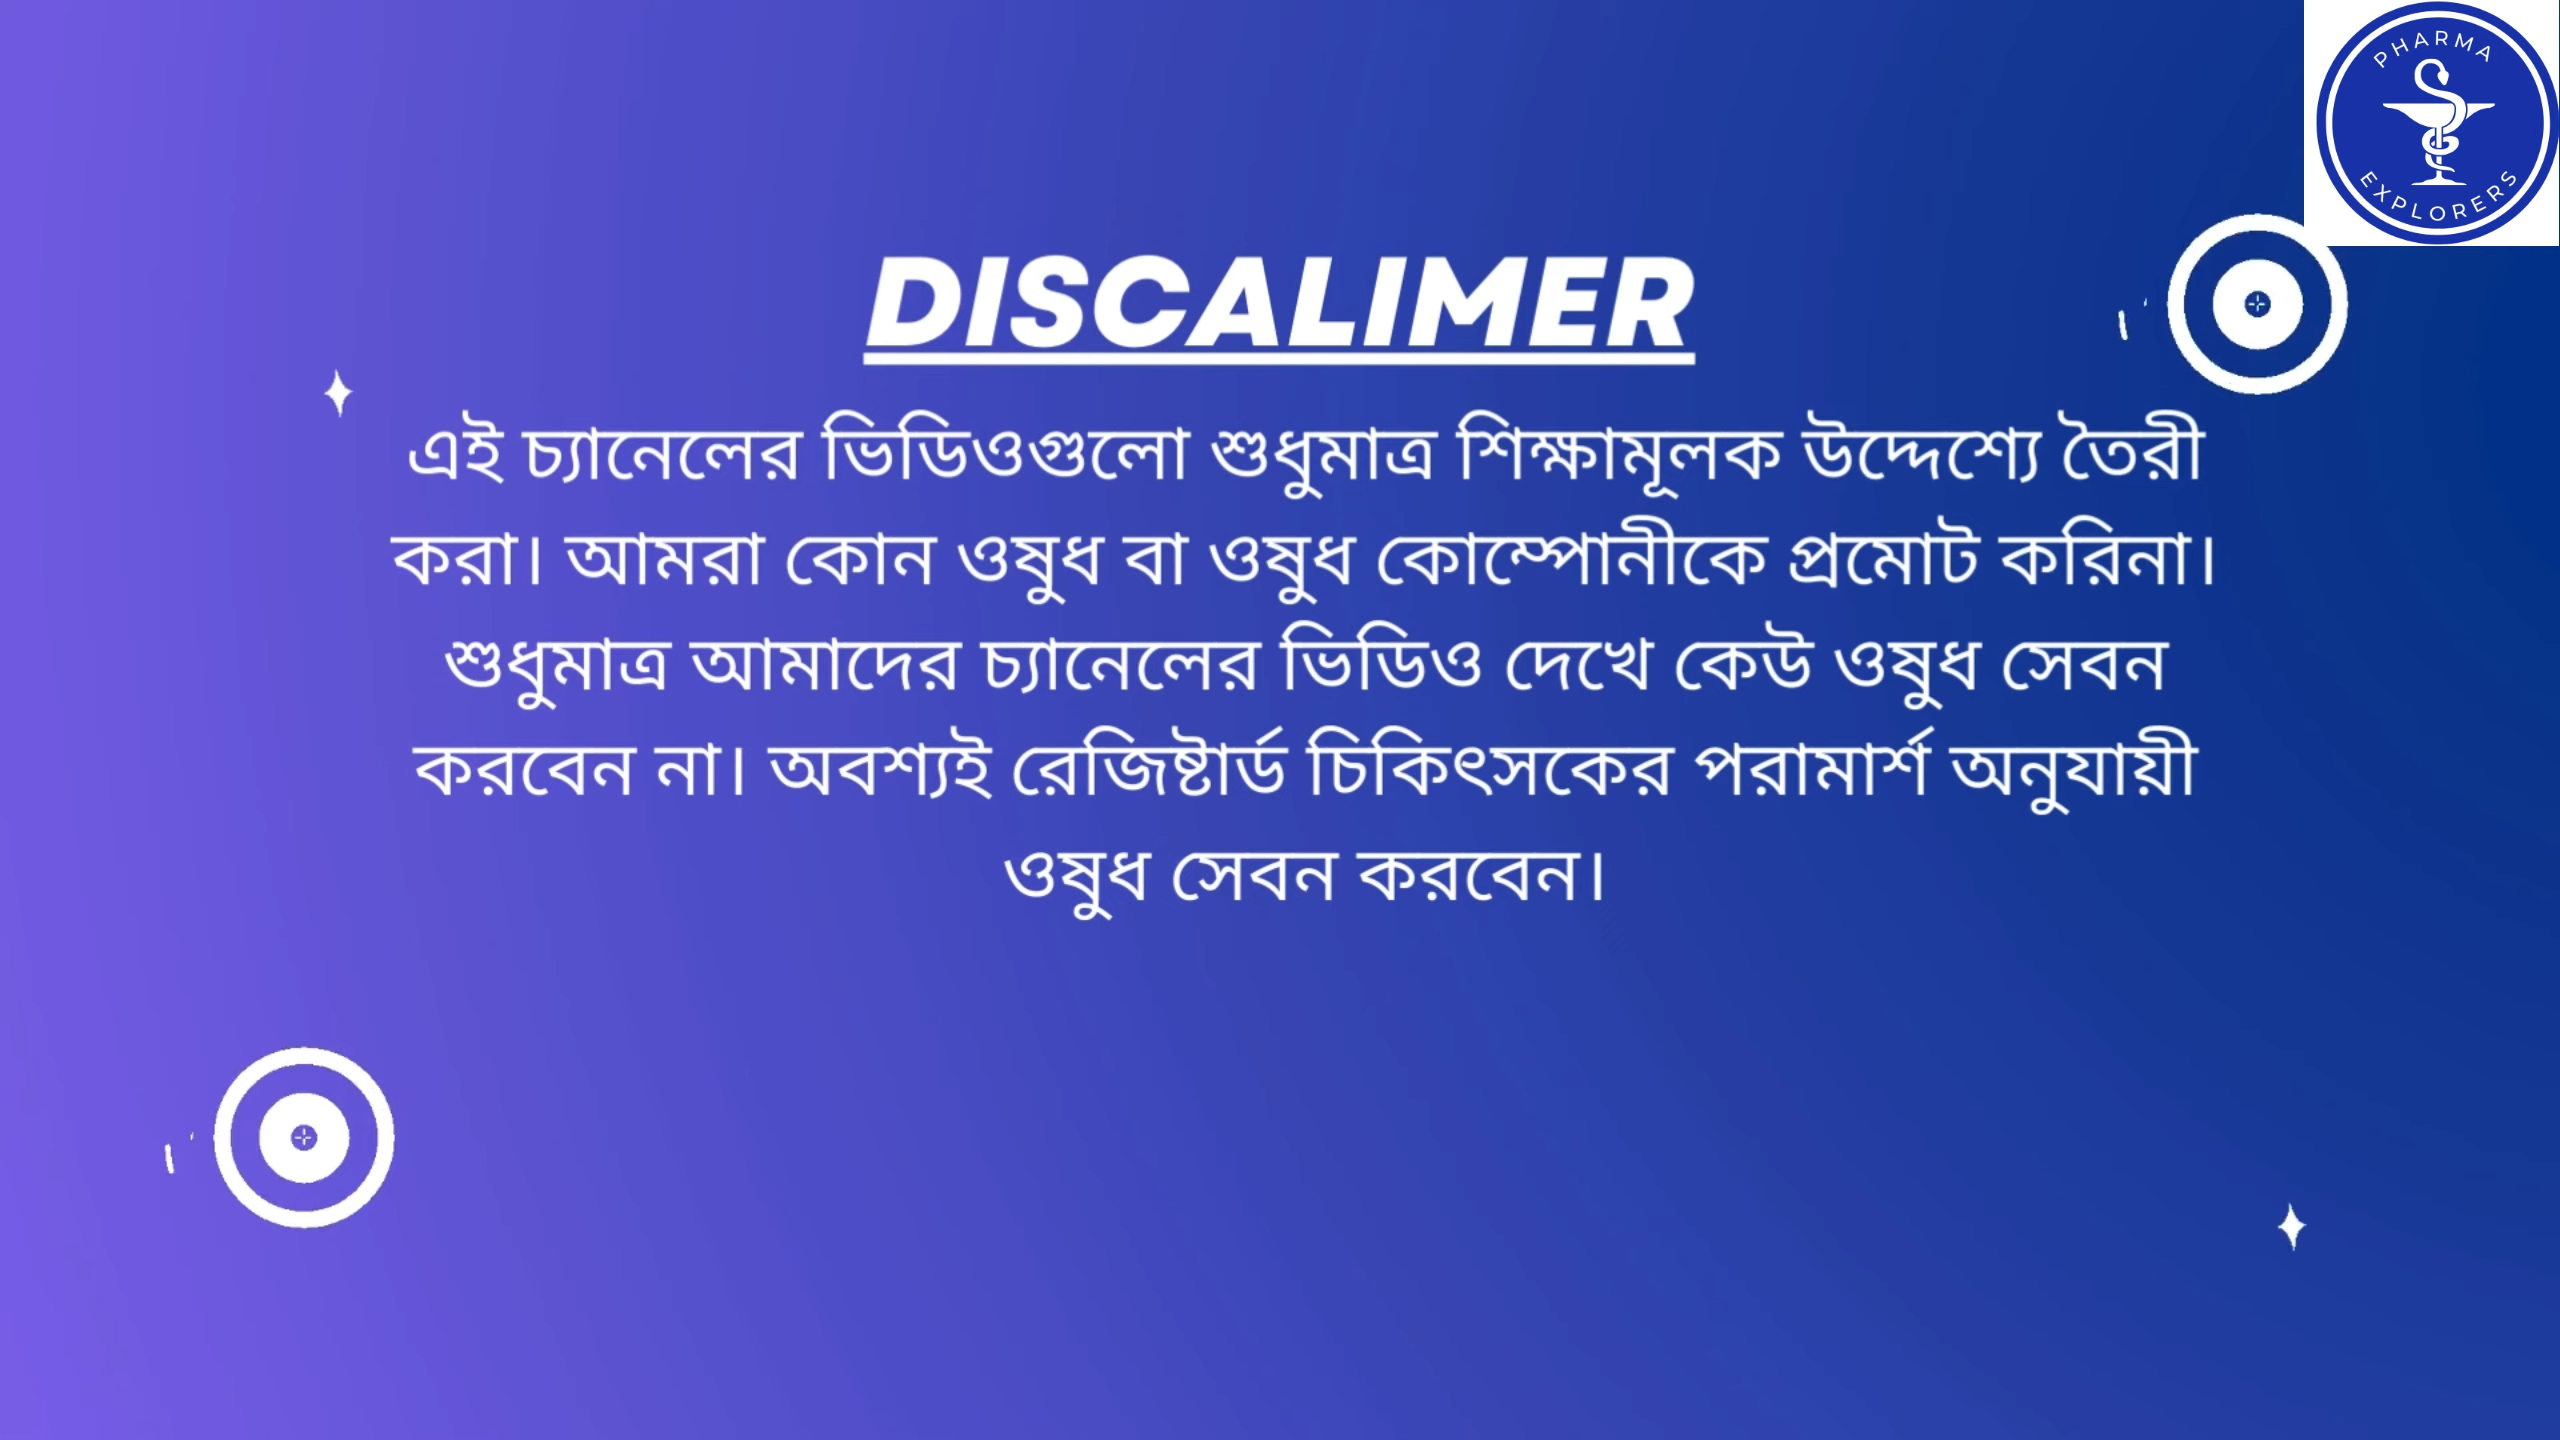 PHARMA
EXPLORERS
DISCALIMER
এই চ্যানেলের ভিডিওগুলো শুধুমাত্র শিক্ষামূলক উদ্দেশ্যে তৈরী
করা। আমরা কোন ওষুধ বা ওষুধ কোম্পোনীকে প্রমোট করিনা।
শুধুমাত্র আমাদের চ্যানেলের ভিডিও দেখে কেউ ওষুধ সেবন
করবেন না। অবশ্যই রেজিষ্টার্ড চিকিৎসকের পরামার্শ অনুযায়ী
ওষুধ সেবন করবেন।